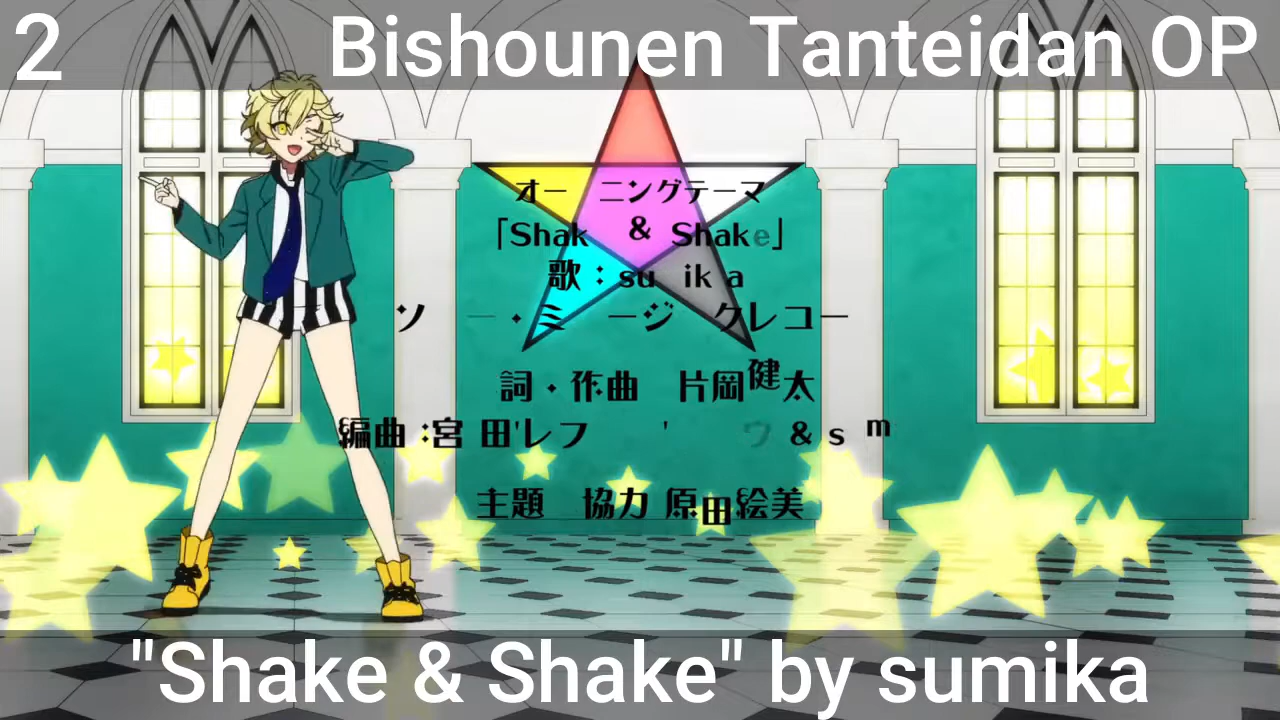 2
Bishounen Tanteidan OP
オー ニングテーマ
「Shak & Shake」
歌：su ik a
ソ ー・ミ ージ クレコー
詞・作曲 片岡健太
編曲:宮 田'レフ ' ウ & s m
主題 協力 原田絵美
"Shake & Shake" by sumika